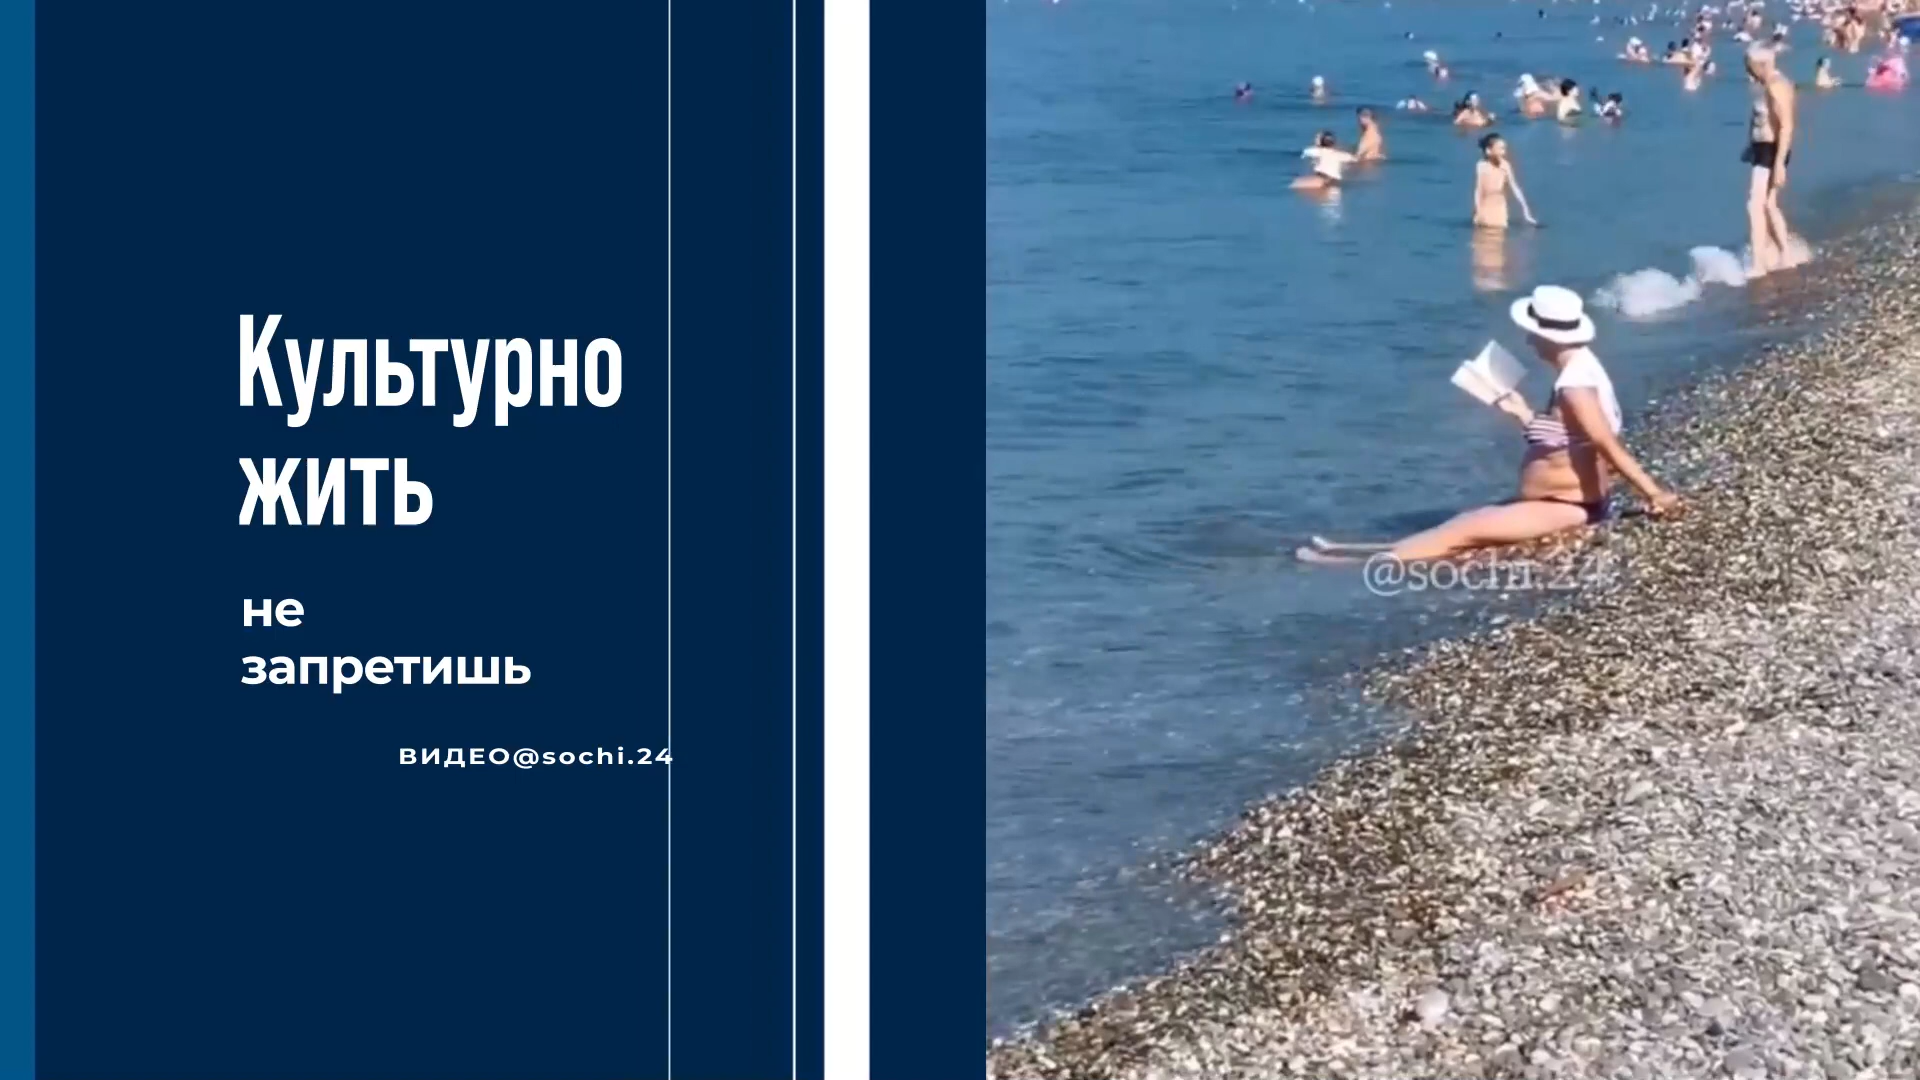 Культурно
жить
не
запретишь
ВИДЕО@sochi.24
@sochi.24